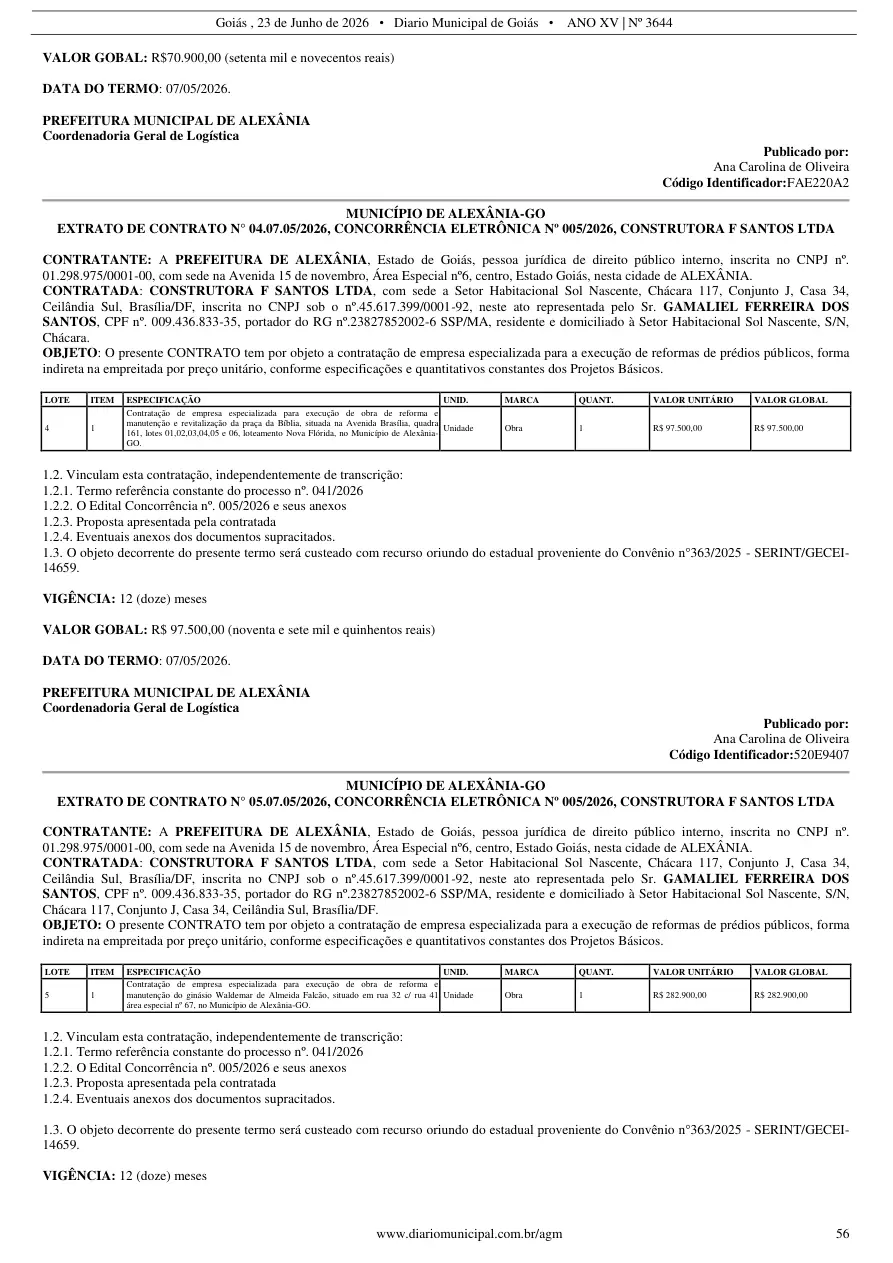 Goiás , 23 de Junho de 2026 • Diario Municipal de Goiás • ANO XV | Nº 3644
VALOR GOBAL: R$70.900,00 (setenta mil e novecentos reais)
DATA DO TERMO: 07/05/2026.
PREFEITURA MUNICIPAL DE ALEXÂNIA
Coordenadoria Geral de Logística
Publicado por:
Ana Carolina de Oliveira
Código Identificador:FAE220A2
MUNICÍPIO DE ALEXÂNIA-GO
EXTRATO DE CONTRATO N° 04.07.05/2026, CONCORRÊNCIA ELETRÔNICA Nº 005/2026, CONSTRUTORA F SANTOS LTDA
CONTRATANTE: A PREFEITURA DE ALEXÂNIA, Estado de Goiás, pessoa jurídica de direito público interno, inscrita no CNPJ nº.
01.298.975/0001-00, com sede na Avenida 15 de novembro, Área Especial nº6, centro, Estado Goiás, nesta cidade de ALEXÂNIA.
CONTRATADA: CONSTRUTORA F SANTOS LTDA, com sede a Setor Habitacional Sol Nascente, Chácara 117, Conjunto J, Casa 34,
Ceilândia Sul, Brasília/DF, inscrita no CNPJ sob o nº.45.617.399/0001-92, neste ato representada pelo Sr. GAMALIEL FERREIRA DOS
SANTOS, CPF nº. 009.436.833-35, portador do RG nº.23827852002-6 SSP/MA, residente e domiciliado à Setor Habitacional Sol Nascente, S/N,
Chácara.
OBJETO: O presente CONTRATO tem por objeto a contratação de empresa especializada para a execução de reformas de prédios públicos, forma
indireta na empreitada por preço unitário, conforme especificações e quantitativos constantes dos Projetos Básicos.
LOTE ITEM ESPECIFICAÇÃO UNID. MARCA QUANT. VALOR UNITÁRIO VALOR GLOBAL
Contratação de empresa especializada para execução de obra de reforma e
manutenção e revitalização da praça da Bíblia, situada na Avenida Brasília, quadra
4 1 161, lotes 01,02,03,04,05 e 06, loteamento Nova Flórida, no Município de Alexânia- Unidade Obra 1 R$ 97.500,00 R$ 97.500,00
GO.
1.2. Vinculam esta contratação, independentemente de transcrição:
1.2.1. Termo referência constante do processo nº. 041/2026
1.2.2. O Edital Concorrência nº. 005/2026 e seus anexos
1.2.3. Proposta apresentada pela contratada
1.2.4. Eventuais anexos dos documentos supracitados.
1.3. O objeto decorrente do presente termo será custeado com recurso oriundo do estadual proveniente do Convênio n°363/2025 - SERINT/GECEI-
14659.
VIGÊNCIA: 12 (doze) meses
VALOR GOBAL: R$ 97.500,00 (noventa e sete mil e quinhentos reais)
DATA DO TERMO: 07/05/2026.
PREFEITURA MUNICIPAL DE ALEXÂNIA
Coordenadoria Geral de Logística
Publicado por:
Ana Carolina de Oliveira
Código Identificador:520E9407
MUNICÍPIO DE ALEXÂNIA-GO
EXTRATO DE CONTRATO N° 05.07.05/2026, CONCORRÊNCIA ELETRÔNICA Nº 005/2026, CONSTRUTORA F SANTOS LTDA
CONTRATANTE: A PREFEITURA DE ALEXÂNIA, Estado de Goiás, pessoa jurídica de direito público interno, inscrita no CNPJ nº.
01.298.975/0001-00, com sede na Avenida 15 de novembro, Área Especial nº6, centro, Estado Goiás, nesta cidade de ALEXÂNIA.
CONTRATADA: CONSTRUTORA F SANTOS LTDA, com sede a Setor Habitacional Sol Nascente, Chácara 117, Conjunto J, Casa 34,
Ceilândia Sul, Brasília/DF, inscrita no CNPJ sob o nº.45.617.399/0001-92, neste ato representada pelo Sr. GAMALIEL FERREIRA DOS
SANTOS, CPF nº. 009.436.833-35, portador do RG nº.23827852002-6 SSP/MA, residente e domiciliado à Setor Habitacional Sol Nascente, S/N,
Chácara 117, Conjunto J, Casa 34, Ceilândia Sul, Brasília/DF.
OBJETO: O presente CONTRATO tem por objeto a contratação de empresa especializada para a execução de reformas de prédios públicos, forma
indireta na empreitada por preço unitário, conforme especificações e quantitativos constantes dos Projetos Básicos.
LOTE ITEM ESPECIFICAÇÃO UNID. MARCA QUANT. VALOR UNITÁRIO VALOR GLOBAL
Contratação de empresa especializada para execução de obra de reforma e
5 1 manutenção do ginásio Waldemar de Almeida Falcão, situado em rua 32 c/ rua 41 Unidade Obra 1 R$ 282.900,00 R$ 282.900,00
área especial nº 67, no Município de Alexânia-GO.
1.2. Vinculam esta contratação, independentemente de transcrição:
1.2.1. Termo referência constante do processo nº. 041/2026
1.2.2. O Edital Concorrência nº. 005/2026 e seus anexos
1.2.3. Proposta apresentada pela contratada
1.2.4. Eventuais anexos dos documentos supracitados.
1.3. O objeto decorrente do presente termo será custeado com recurso oriundo do estadual proveniente do Convênio n°363/2025 - SERINT/GECEI-
14659.
VIGÊNCIA: 12 (doze) meses
www.diariomunicipal.com.br/agm 56